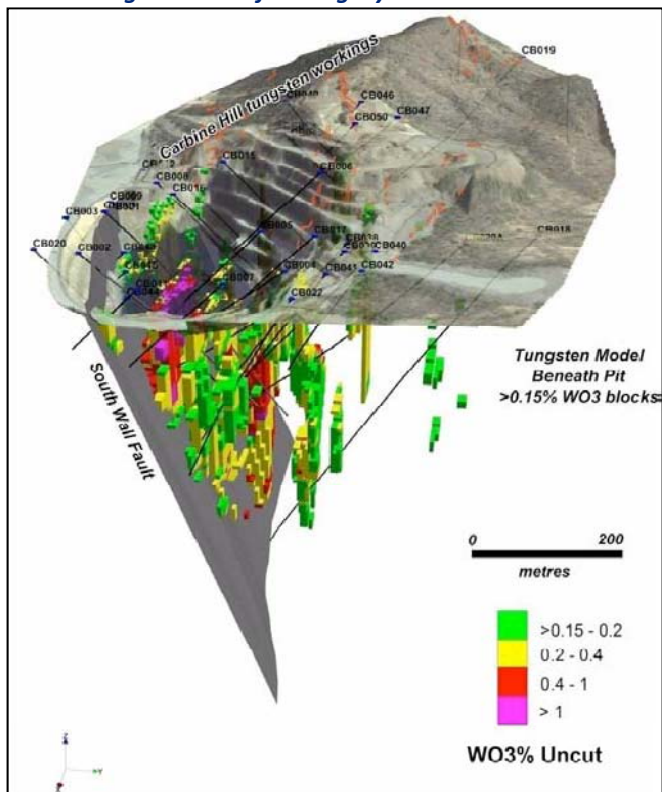 CB019
CB046
CB050
CB047
Carbine Hill tungsten workings
CB015
CB006
CB008
CB016
CB003
CB001
CB005
CB017
CB018
CB020
CB002
CB040
CB007
CB004
CB041
CB042
CB022
South Wall Fault
Tungsten Model
Beneath Pit
>0.15% WO3 blocks
0 200
metres
>0.15 - 0.2
0.2 - 0.4
0.4 - 1
> 1
WO3% Uncut
Z
Y